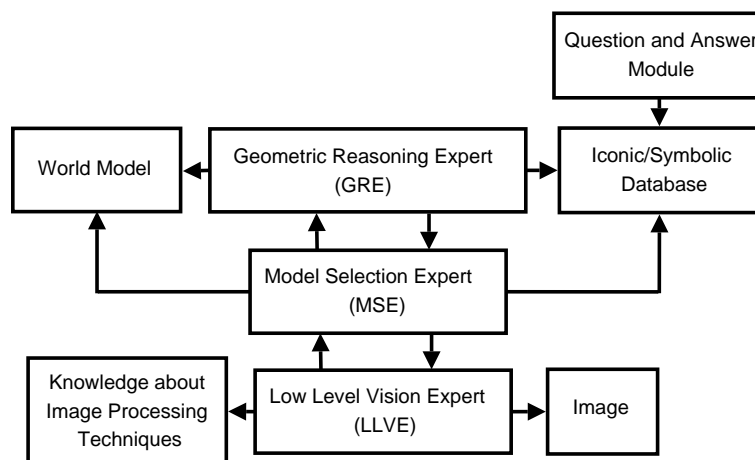 Question and Answer
Module
World Model
Geometric Reasoning Expert
(GRE)
Iconic/Symbolic
Database
Model Selection Expert
(MSE)
Knowledge about
Image Processing
Techniques
Low Level Vision Expert
(LLVE)
Image